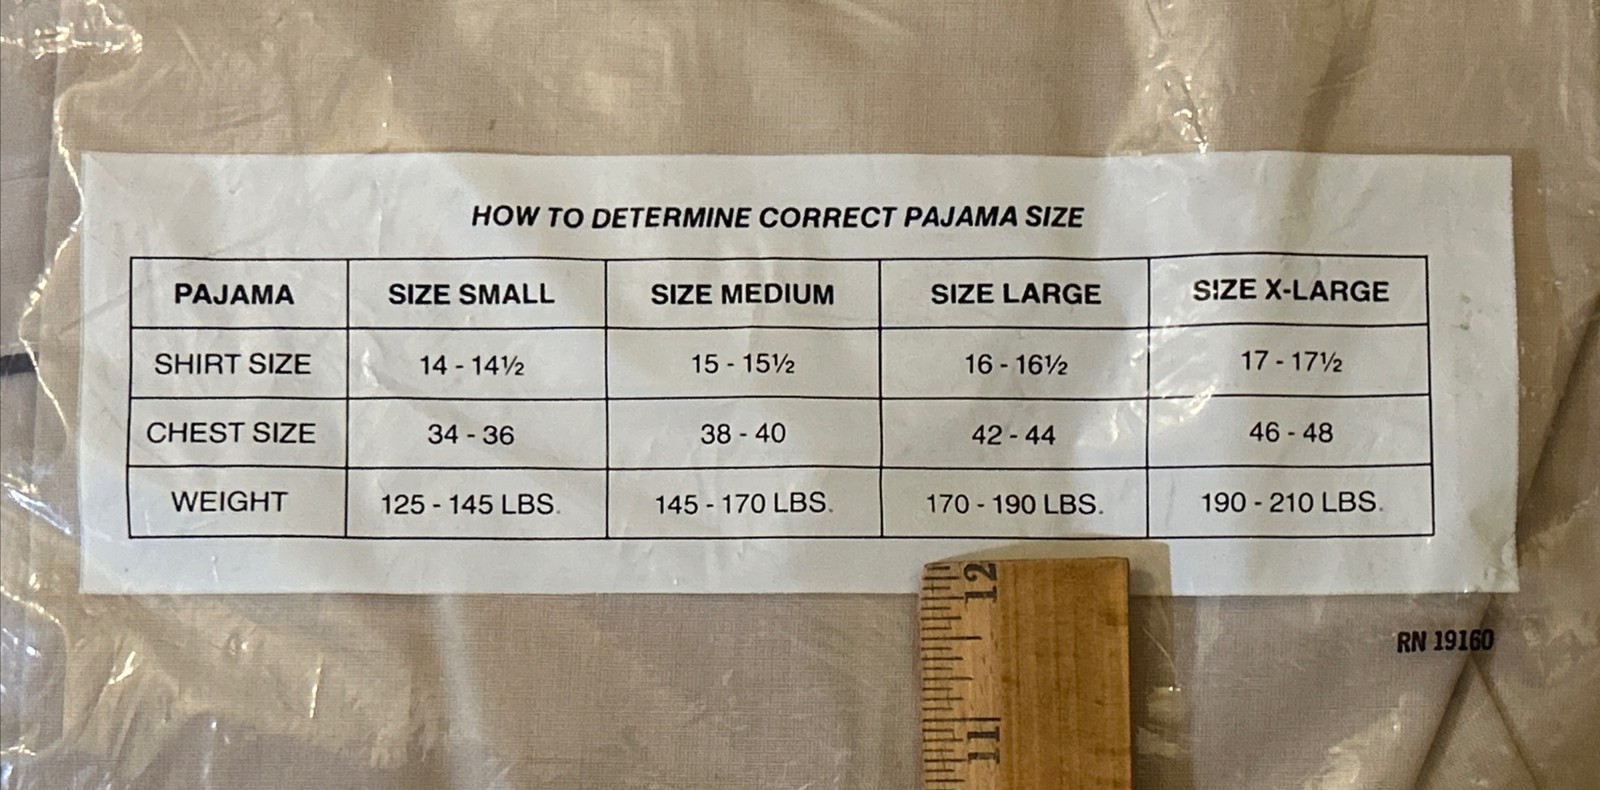 HOW TO DETERMINE CORRECT PAJAMA SIZE
PAJAMA SIZE SMALL SIZE MEDIUM SIZE LARGE SIZE X-LARGE
SHIRT SIZE 14 - 14½ 15 - 15½ 16 - 16½ 17 - 17½
CHEST SIZE 34 - 36 38 - 40 42 - 44 46 - 48
WEIGHT 125 - 145 LBS. 145 - 170 LBS. 170 - 190 LBS. 190 - 210 LBS.
12
11
RN 19160